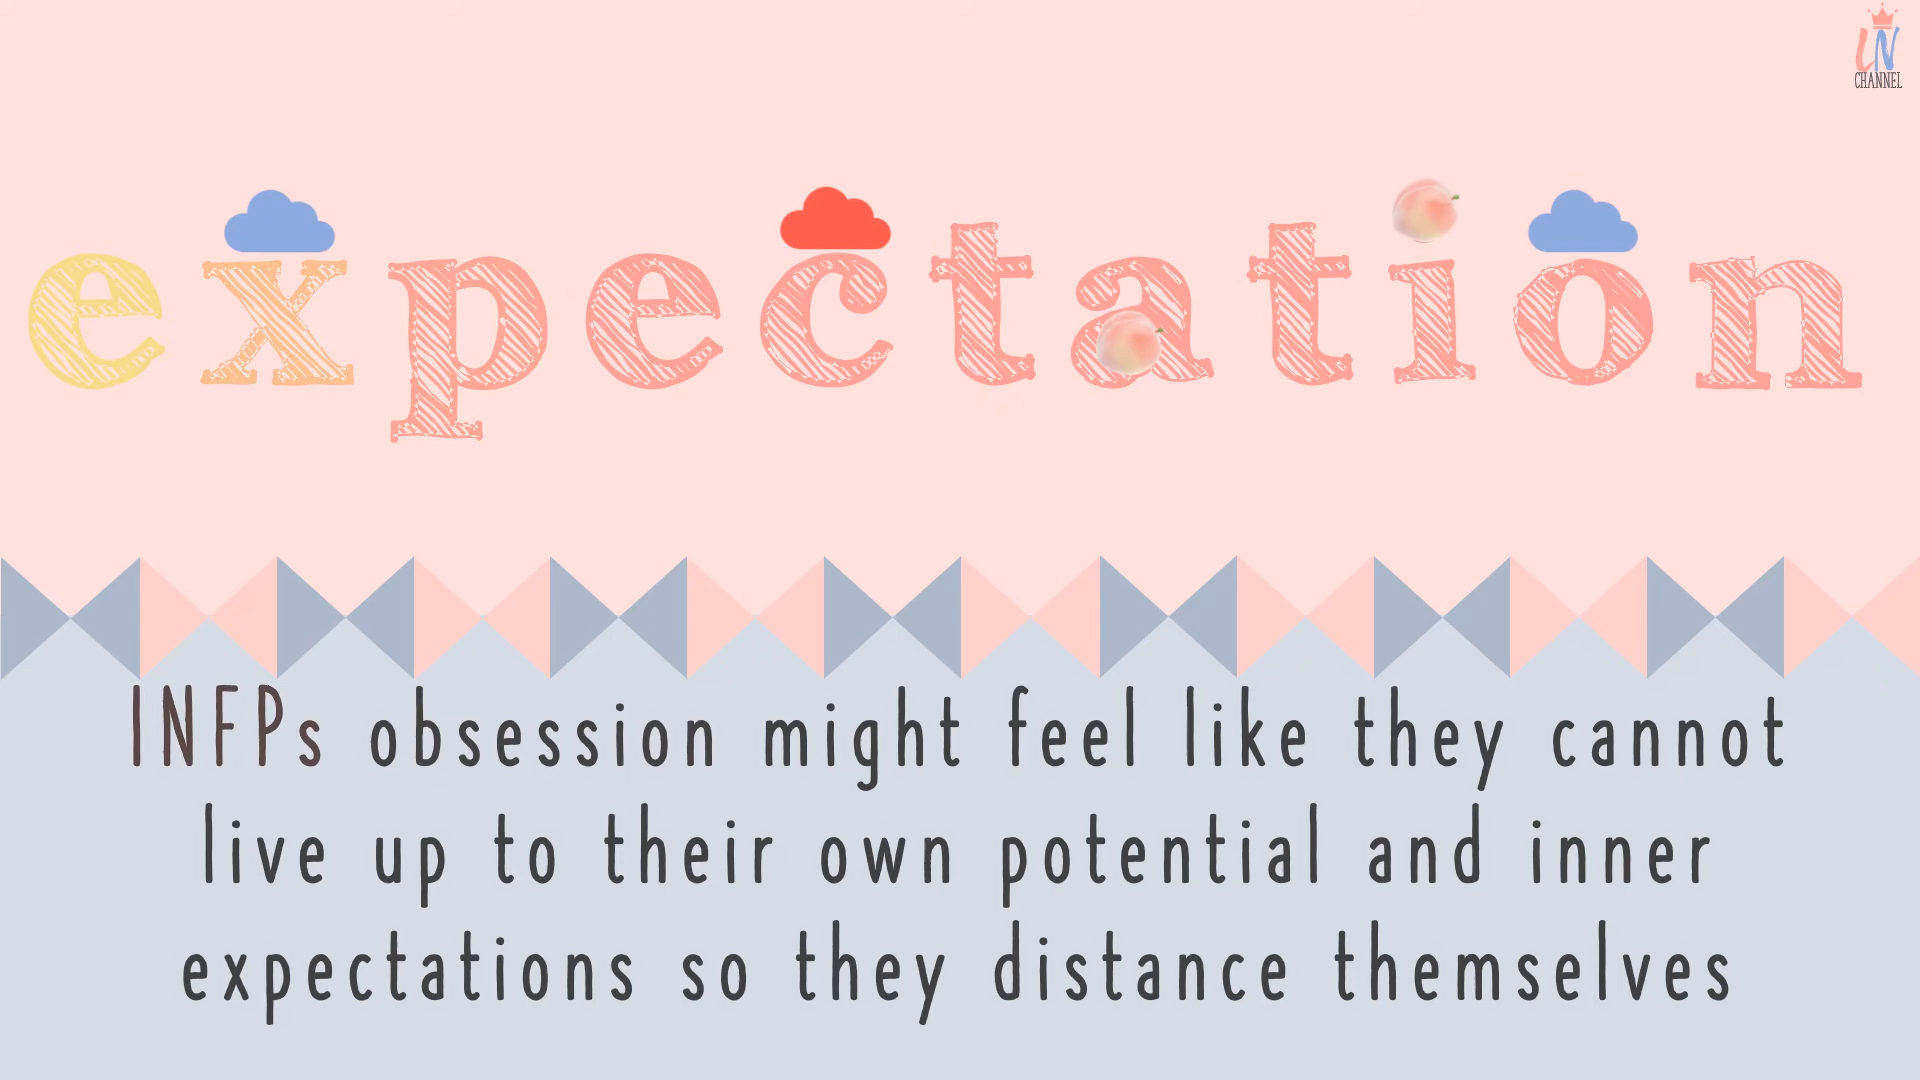 LN
CHANNEL
expectation
INFPs obsession might feel like they cannot
live up to their own potential and inner
expectations so they distance themselves